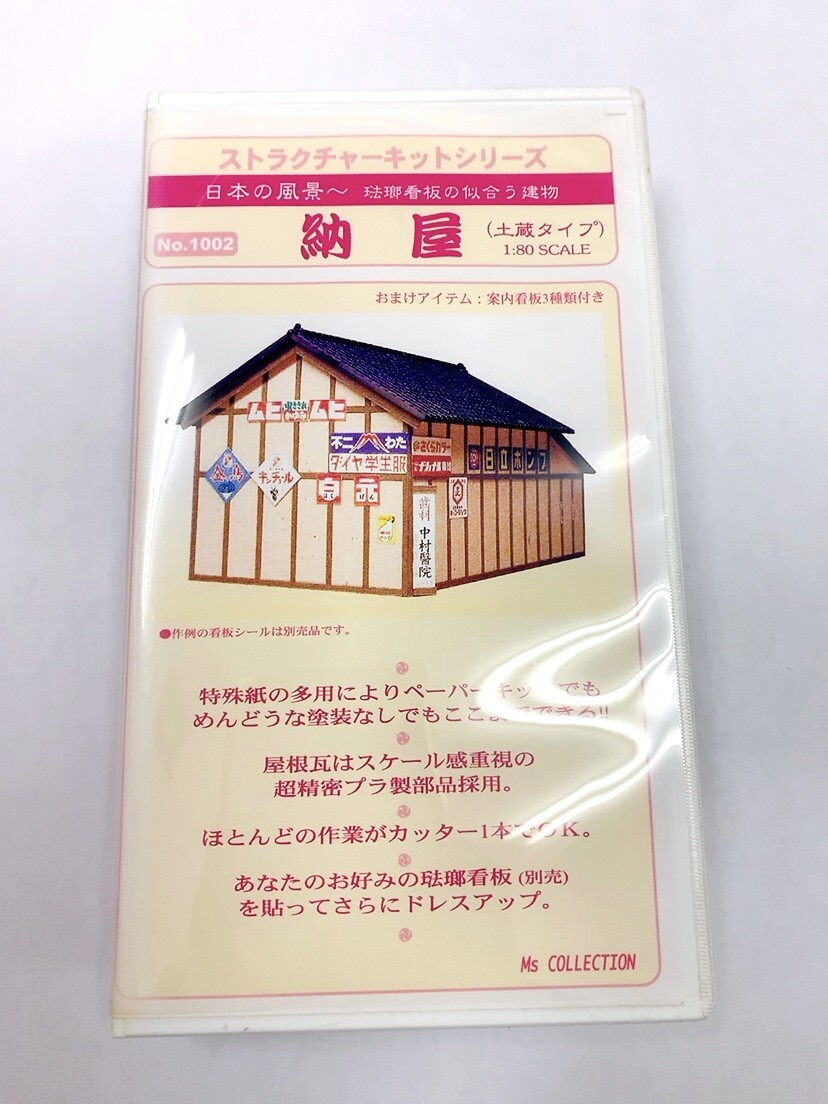 ストラクチャーキットシリーズ
日本の風景～ 琺瑯看板の似合う建物
No.1002
納屋
(土蔵タイプ)
1:80 SCALE
おまけアイテム：案内看板3種類付き
ムヒ
ムヒ
不二 わた
ダイヤ学生服
さくらカラー
日立ポンプ
キンチョール
白元
歯科 中村醫院
●作例の看板シールは別売品です。
特殊紙の多用によりペーパーキットでも
めんどうな塗装なしでもここまでできる!!
屋根瓦はスケール感重視の
超精密プラ製部品採用。
ほとんどの作業がカッター1本でOK。
あなたのお好みの琺瑯看板(別売)
を貼ってさらにドレスアップ。
Ms COLLECTION